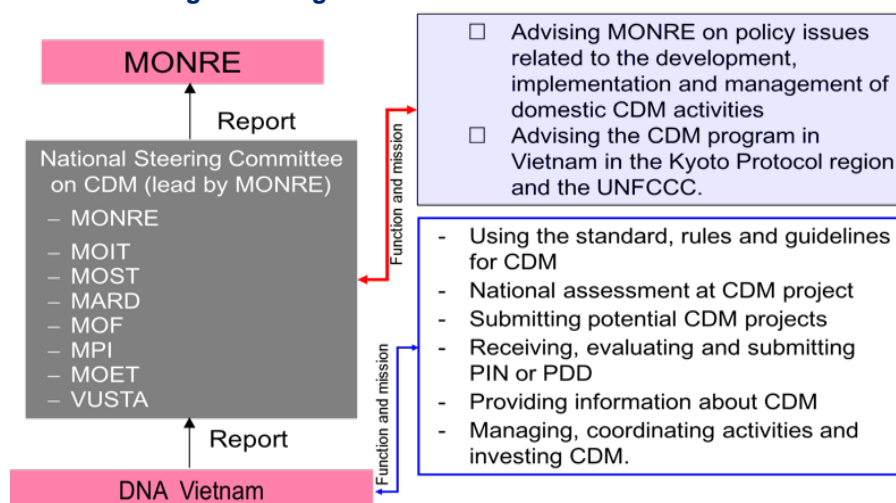 MONRE
Report
National Steering Committee
on CDM (lead by MONRE)
– MONRE
– MOIT
– MOST
– MARD
– MOF
– MPI
– MOET
– VUSTA
Report
DNA Vietnam
Function and mission
☐ Advising MONRE on policy issues
related to the development,
implementation and management of
domestic CDM activities
☐ Advising the CDM program in
Vietnam in the Kyoto Protocol region
and the UNFCCC.
Function and mission
- Using the standard, rules and guidelines
for CDM
- National assessment at CDM project
- Submitting potential CDM projects
- Receiving, evaluating and submitting
PIN or PDD
- Providing information about CDM
- Managing, coordinating activities and
investing CDM.